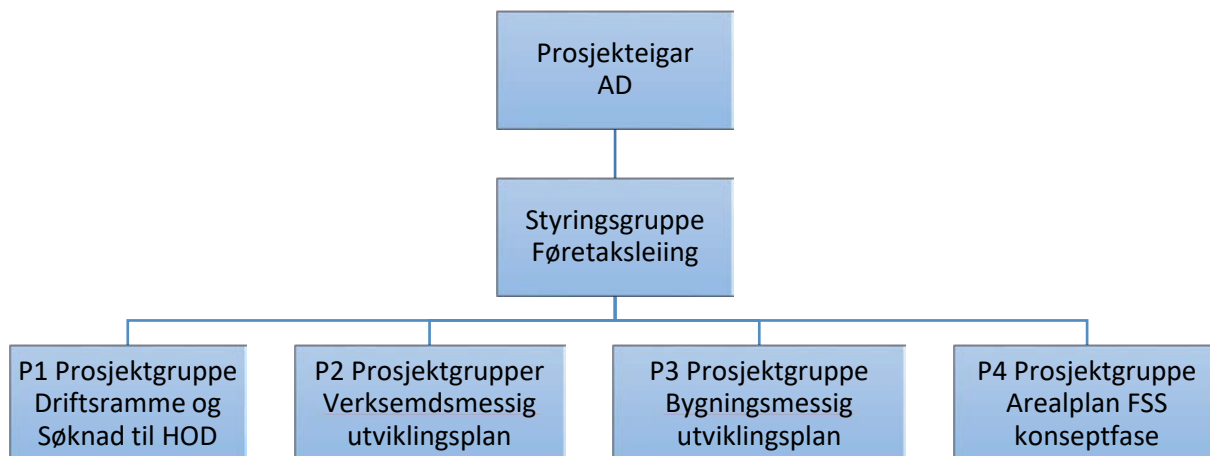 Prosjekteigar
AD
Styringsgruppe
Føretaksleiing
P1 Prosjektgruppe
Driftsramme og
Søknad til HOD
P2 Prosjektgrupper
Verksemdsmessig
utviklingsplan
P3 Prosjektgruppe
Bygningsmessig
utviklingsplan
P4 Prosjektgruppe
Arealplan FSS
konseptfase